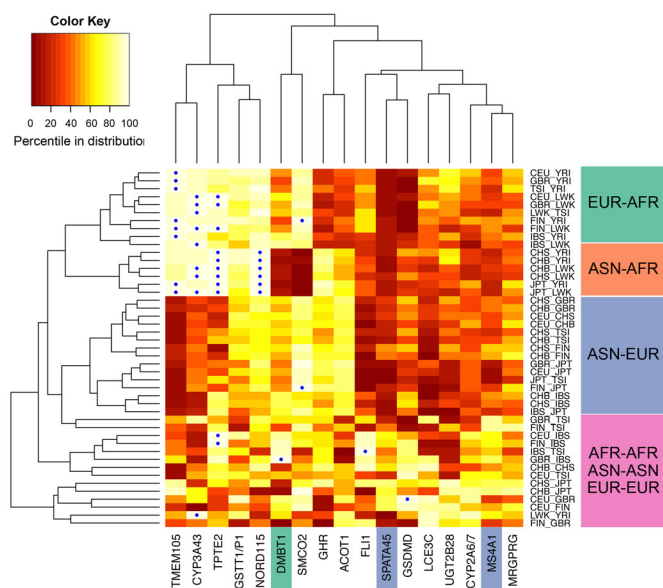 Color Key
0 20 40 60 80 100
Percentile in distribution
CEU_YRI
GBR_YRI
TSI_YRI
CEU_LWK
GBR_LWK
LWK_TSI
FIN_YRI
FIN_LWK
IBS_YRI
IBS_LWK
CHS_YRI
CHB_YRI
CHB_LWK
CHS_LWK
JPT_YRI
JPT_LWK
CHS_GBR
CHB_GBR
CEU_CHS
CEU_CHB
CHS_TSI
CHB_TSI
CHS_FIN
CHB_FIN
GBR_JPT
CEU_JPT
JPT_TSI
FIN_JPT
CHB_IBS
CHS_IBS
IBS_JPT
GBR_TSI
FIN_TSI
CEU_IBS
FIN_IBS
IBS_TSI
GBR_IBS
CHB_CHS
CEU_TSI
CHS_JPT
CHB_JPT
CEU_GBR
CEU_FIN
LWK_YRI
FIN_GBR
EUR-AFR
ASN-AFR
ASN-EUR
AFR-AFR
ASN-ASN
EUR-EUR
TMEM105
CYP3A43
TPTE2
GSTT1/P1
NORD115
DMBT1
SMCO2
GHR
ACOT1
FLI1
SPATA45
GSDMD
LCE3C
UGT2B28
CYP2A6/7
MS4A1
MRGPRG